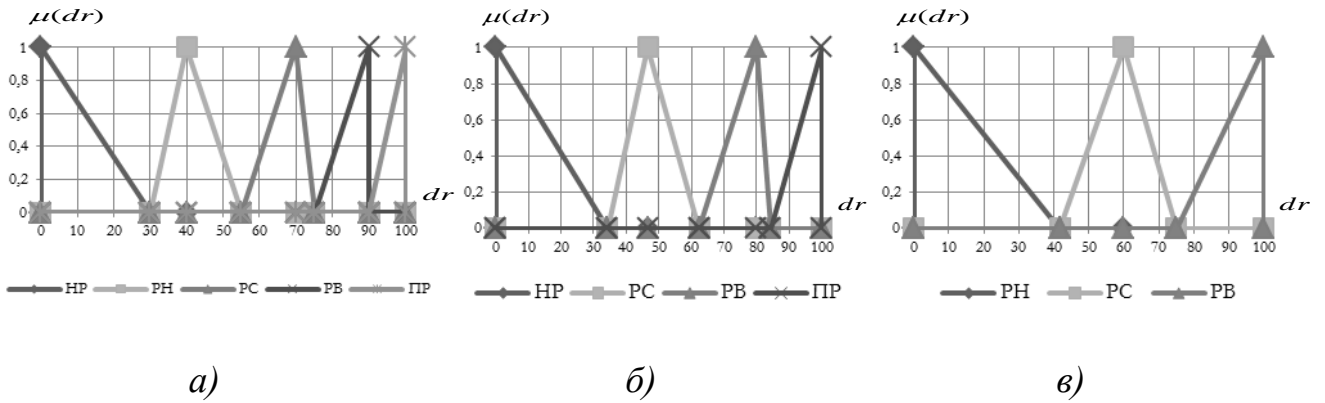 μ(dr) μ(dr) μ(dr)
1 1 1
0,8 0,8 0,8
0,6 0,6 0,6
0,4 0,4 0,4
0,2 0,2 0,2
dr dr dr
0 0 0
0 10 20 30 40 50 60 70 80 90 100 0 10 20 30 40 50 60 70 80 90 100 0 10 20 30 40 50 60 70 80 90 100
НР РН РС РВ ПР НР РС РВ ПР РН РС РВ
а) б) в)